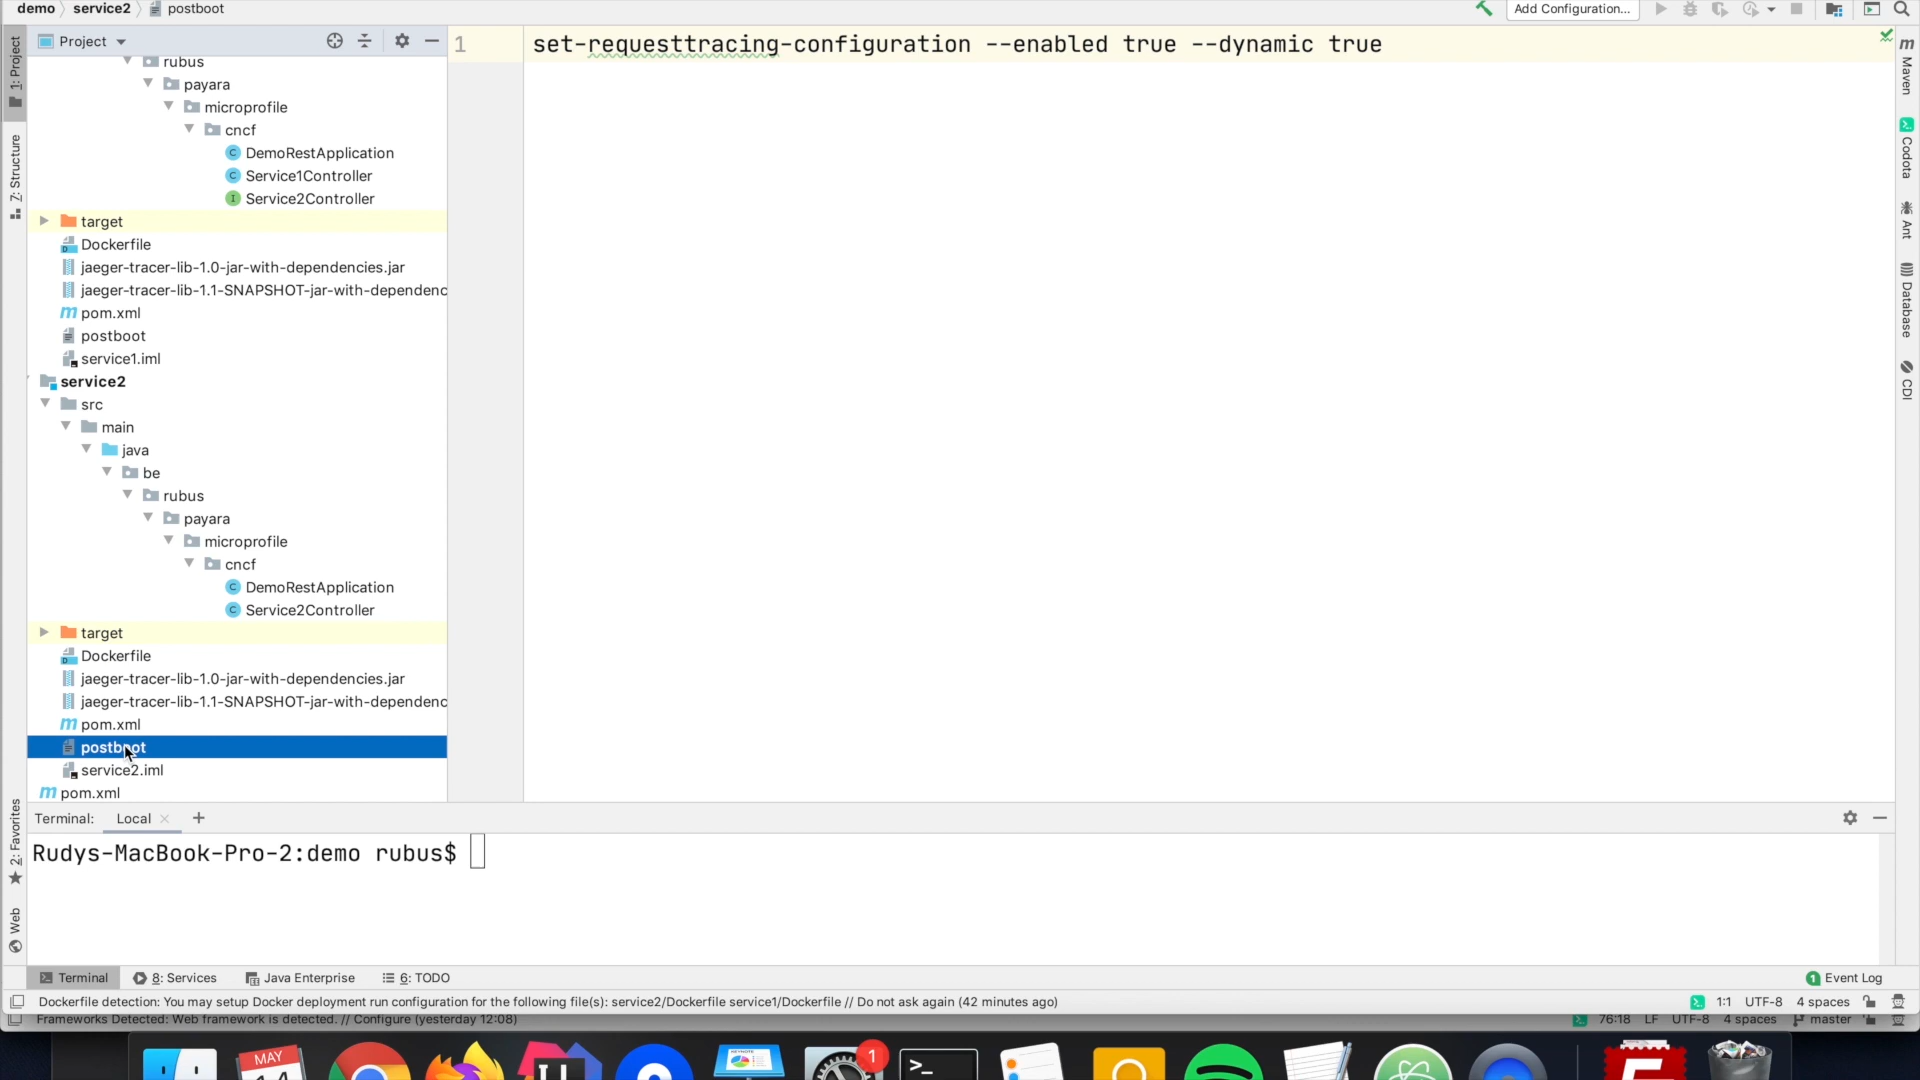 demo
service2
postboot
Add Configuration...
1: Project
Z: Structure
2: Favorites
Web
Project
rubus
payara
microprofile
cncf
DemoRestApplication
Service1Controller
Service2Controller
target
Dockerfile
jaeger-tracer-lib-1.0-jar-with-dependencies.jar
jaeger-tracer-lib-1.1-SNAPSHOT-jar-with-dependenc
pom.xml
postboot
service1.iml
service2
src
main
java
be
rubus
payara
microprofile
cncf
DemoRestApplication
Service2Controller
target
Dockerfile
jaeger-tracer-lib-1.0-jar-with-dependencies.jar
jaeger-tracer-lib-1.1-SNAPSHOT-jar-with-dependenc
pom.xml
postboot
service2.iml
pom.xml
1
set-requesttracing-configuration --enabled true --dynamic true
Maven
Codota
Ant
Database
CDI
Terminal: Local
Rudys-MacBook-Pro-2:demo rubus$
Terminal 8: Services Java Enterprise 6: TODO 1 Event Log
Dockerfile detection: You may setup Docker deployment run configuration for the following file(s): service2/Dockerfile service1/Dockerfile // Do not ask again (42 minutes ago) 1:1 UTF-8 4 spaces
Frameworks Detected: Web framework is detected. // Configure (yesterday 12:08) 76:18 LF UTF-8 4 spaces master
MAY
1